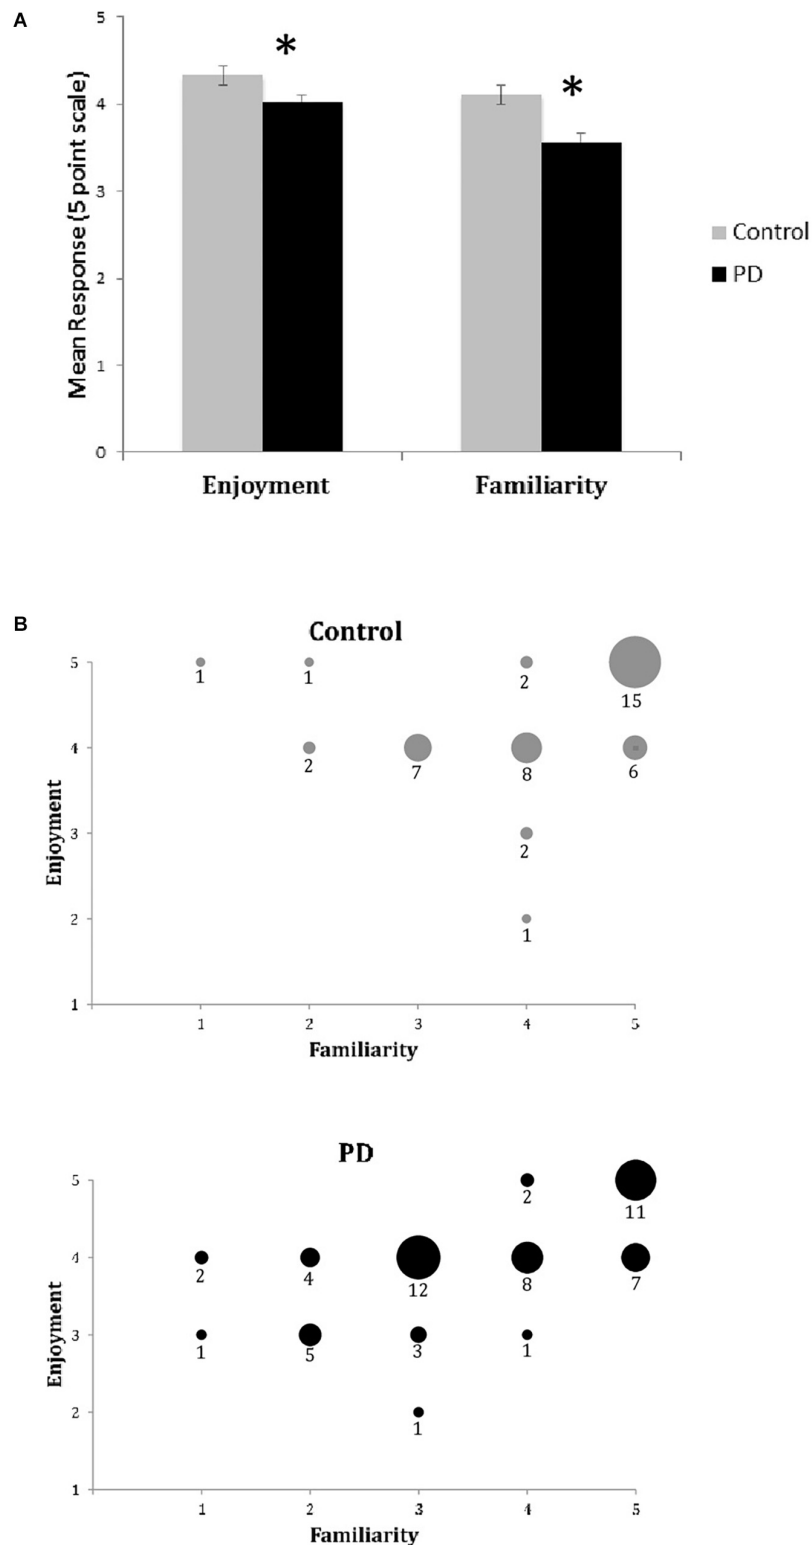 A
5
*
4
*
3
2
1
0
Mean Response (5 point scale)
Enjoyment Familiarity
Control
PD
B
Control
5
1 1 2 15
4
2 7 8 6
3
2
2
1
1
Enjoyment
1 2 3 4 5
Familiarity
PD
5
2 11
4
2 4 12 8 7
3
1 5 3 1
2
1
1
Enjoyment
1 2 3 4 5
Familiarity